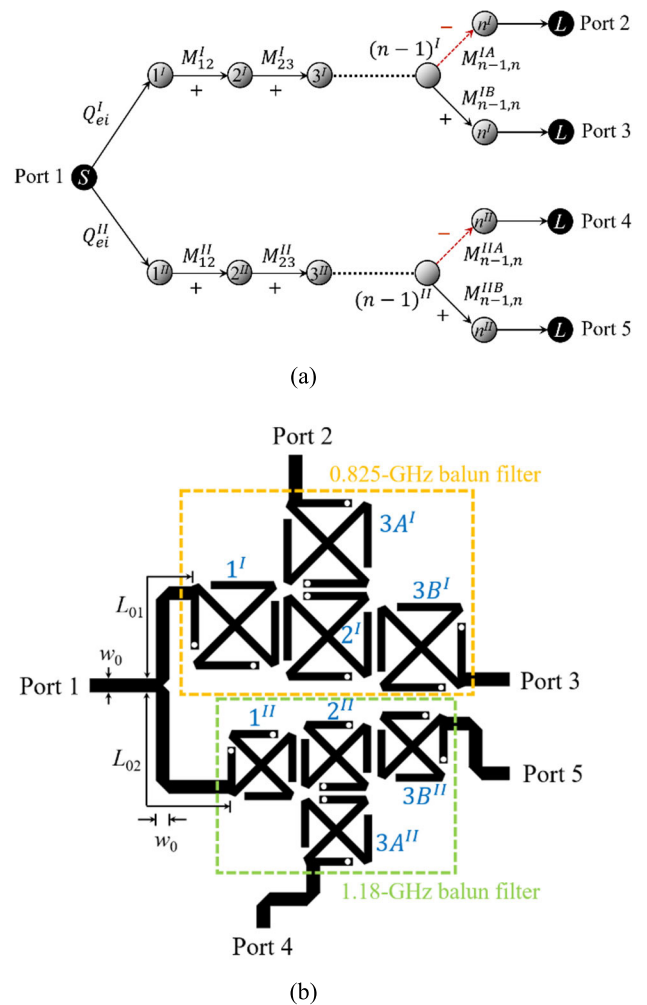 n^I L Port 2
(n − 1)^I − M_{n-1,n}^{IA}
1^I M_{12}^I 2^I M_{23}^I 3^I
+ + M_{n-1,n}^{IB}
Q_{ei}^I +
n^I L Port 3
Port 1 S
Q_{ei}^{II} − n^{II} L Port 4
M_{n-1,n}^{IIA}
1^{II} M_{12}^{II} 2^{II} M_{23}^{II} 3^{II}
+ + (n − 1)^{II} M_{n-1,n}^{IIB}
+
n^{II} L Port 5
(a)
Port 2
0.825-GHz balun filter
3A^I
1^I
3B^I
L_{01}
2^I
w_0
Port 1
Port 3
1^{II} 2^{II}
L_{02}
Port 5
3B^{II}
w_0
3A^{II}
1.18-GHz balun filter
Port 4
(b)